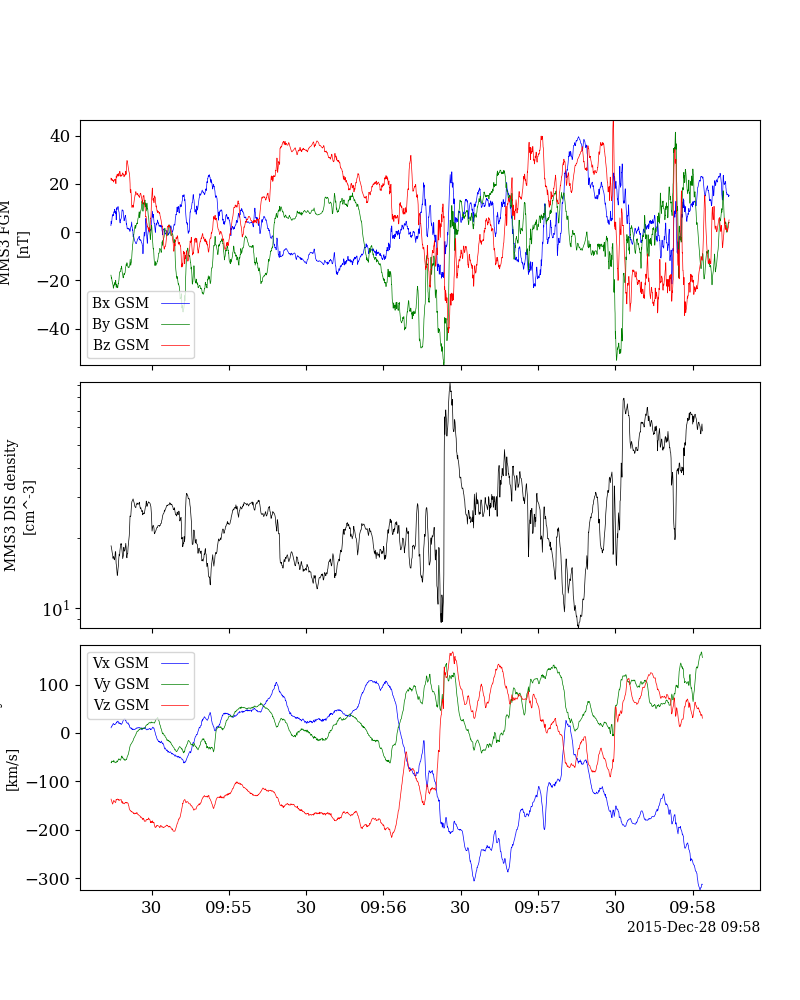 40
20
0
−20
−40
MMS3 FGM
[nT]
Bx GSM
By GSM
Bz GSM
10^1
MMS3 DIS density
[cm^-3]
100
0
−100
−200
−300
[km/s]
Vx GSM
Vy GSM
Vz GSM
30 09:55 30 09:56 30 09:57 30 09:58
2015-Dec-28 09:58